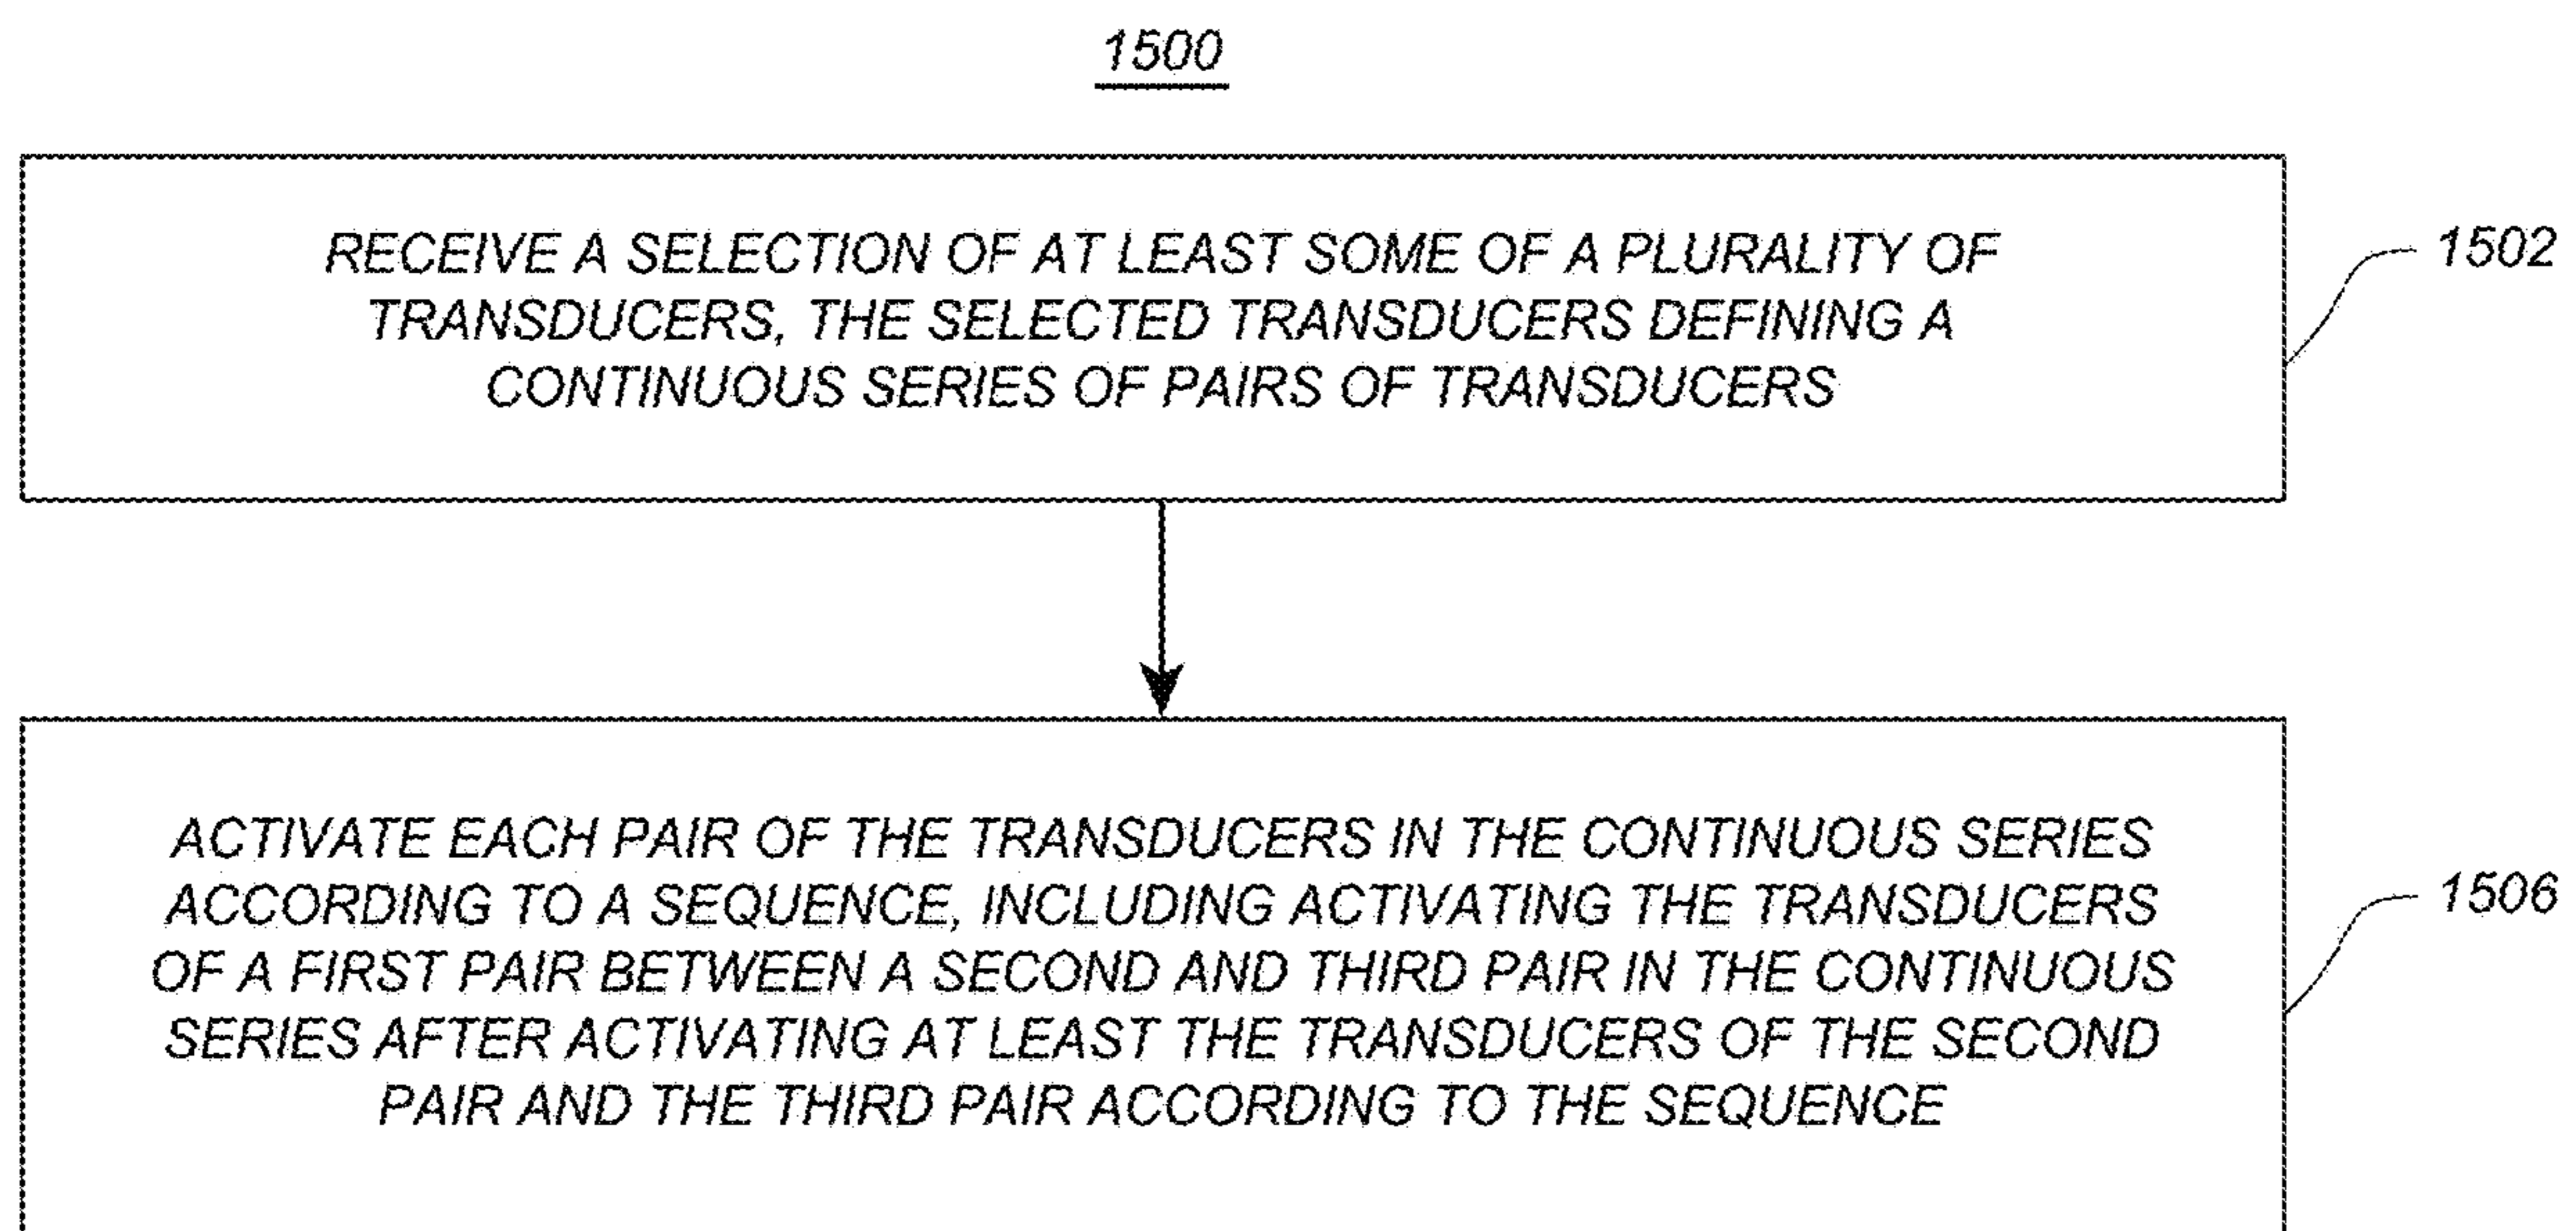 1500
RECEIVE A SELECTION OF AT LEAST SOME OF A PLURALITY OF
TRANSDUCERS, THE SELECTED TRANSDUCERS DEFINING A
CONTINUOUS SERIES OF PAIRS OF TRANSDUCERS
1502
ACTIVATE EACH PAIR OF THE TRANSDUCERS IN THE CONTINUOUS SERIES
ACCORDING TO A SEQUENCE, INCLUDING ACTIVATING THE TRANSDUCERS
OF A FIRST PAIR BETWEEN A SECOND AND THIRD PAIR IN THE CONTINUOUS
SERIES AFTER ACTIVATING AT LEAST THE TRANSDUCERS OF THE SECOND
PAIR AND THE THIRD PAIR ACCORDING TO THE SEQUENCE
1506